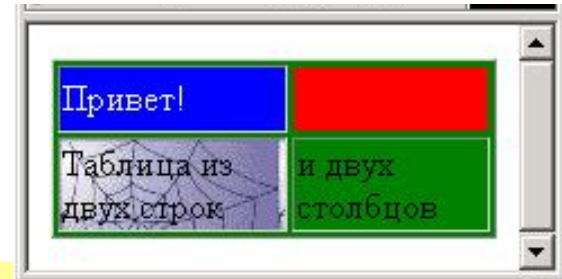 Привет!
Таблица из
двух строк
и двух
столбцов